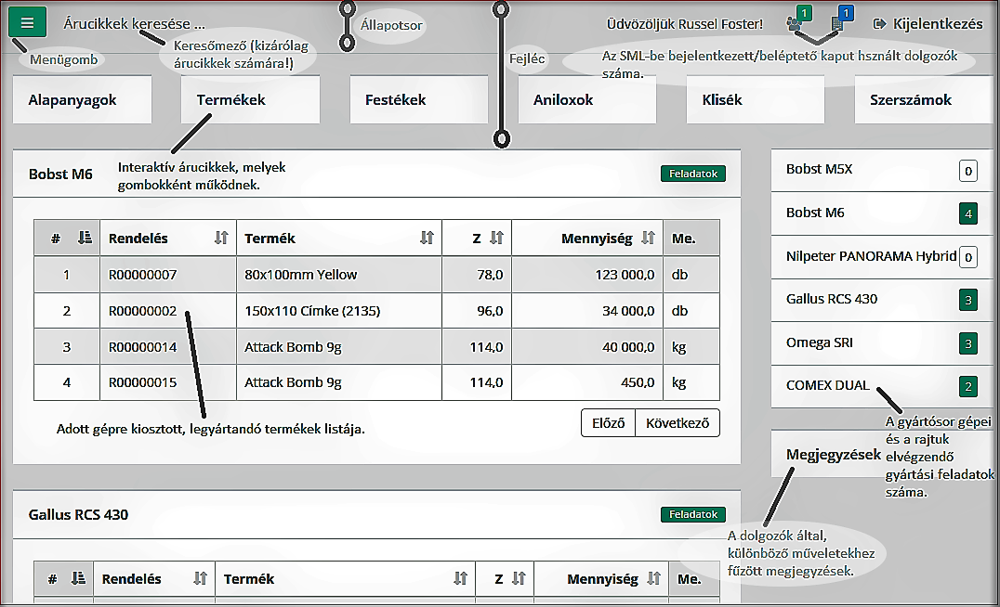 Árucikkek keresése ...
Állapotsor
Üdvözöljük Russel Foster!
1
1
Kijelentkezés
Menügomb
Keresőmező (kizárólag
árucikkek számára!)
Fejléc
Az SML-be bejelentkezett/beléptető kaput hsznált dolgozók
száma.
Alapanyagok
Termékek
Festékek
Aniloxok
Klisék
Szerszámok
Interaktív árucikkek, melyek
gombokként működnek.
Bobst M6
Feladatok
# Rendelés Termék Z Mennyiség Me.
1 R00000007 80x100mm Yellow 78,0 123 000,0 db
2 R00000002 150x110 Címke (2135) 96,0 34 000,0 db
3 R00000014 Attack Bomb 9g 114,0 40 000,0 kg
4 R00000015 Attack Bomb 9g 114,0 450,0 kg
Adott gépre kiosztott, legyártandó termékek listája.
Előző Következő
Bobst M5X 0
Bobst M6 4
Nilpeter PANORAMA Hybrid 0
Gallus RCS 430 3
Omega SRI 3
COMEX DUAL 2
A gyártósor gépei
és a rajtuk
elvégzendő
gyártási feladatok
száma.
Megjegyzések
A dolgozók által,
különböző műveletekhez
fűzött megjegyzések.
Gallus RCS 430
Feladatok
# Rendelés Termék Z Mennyiség Me.